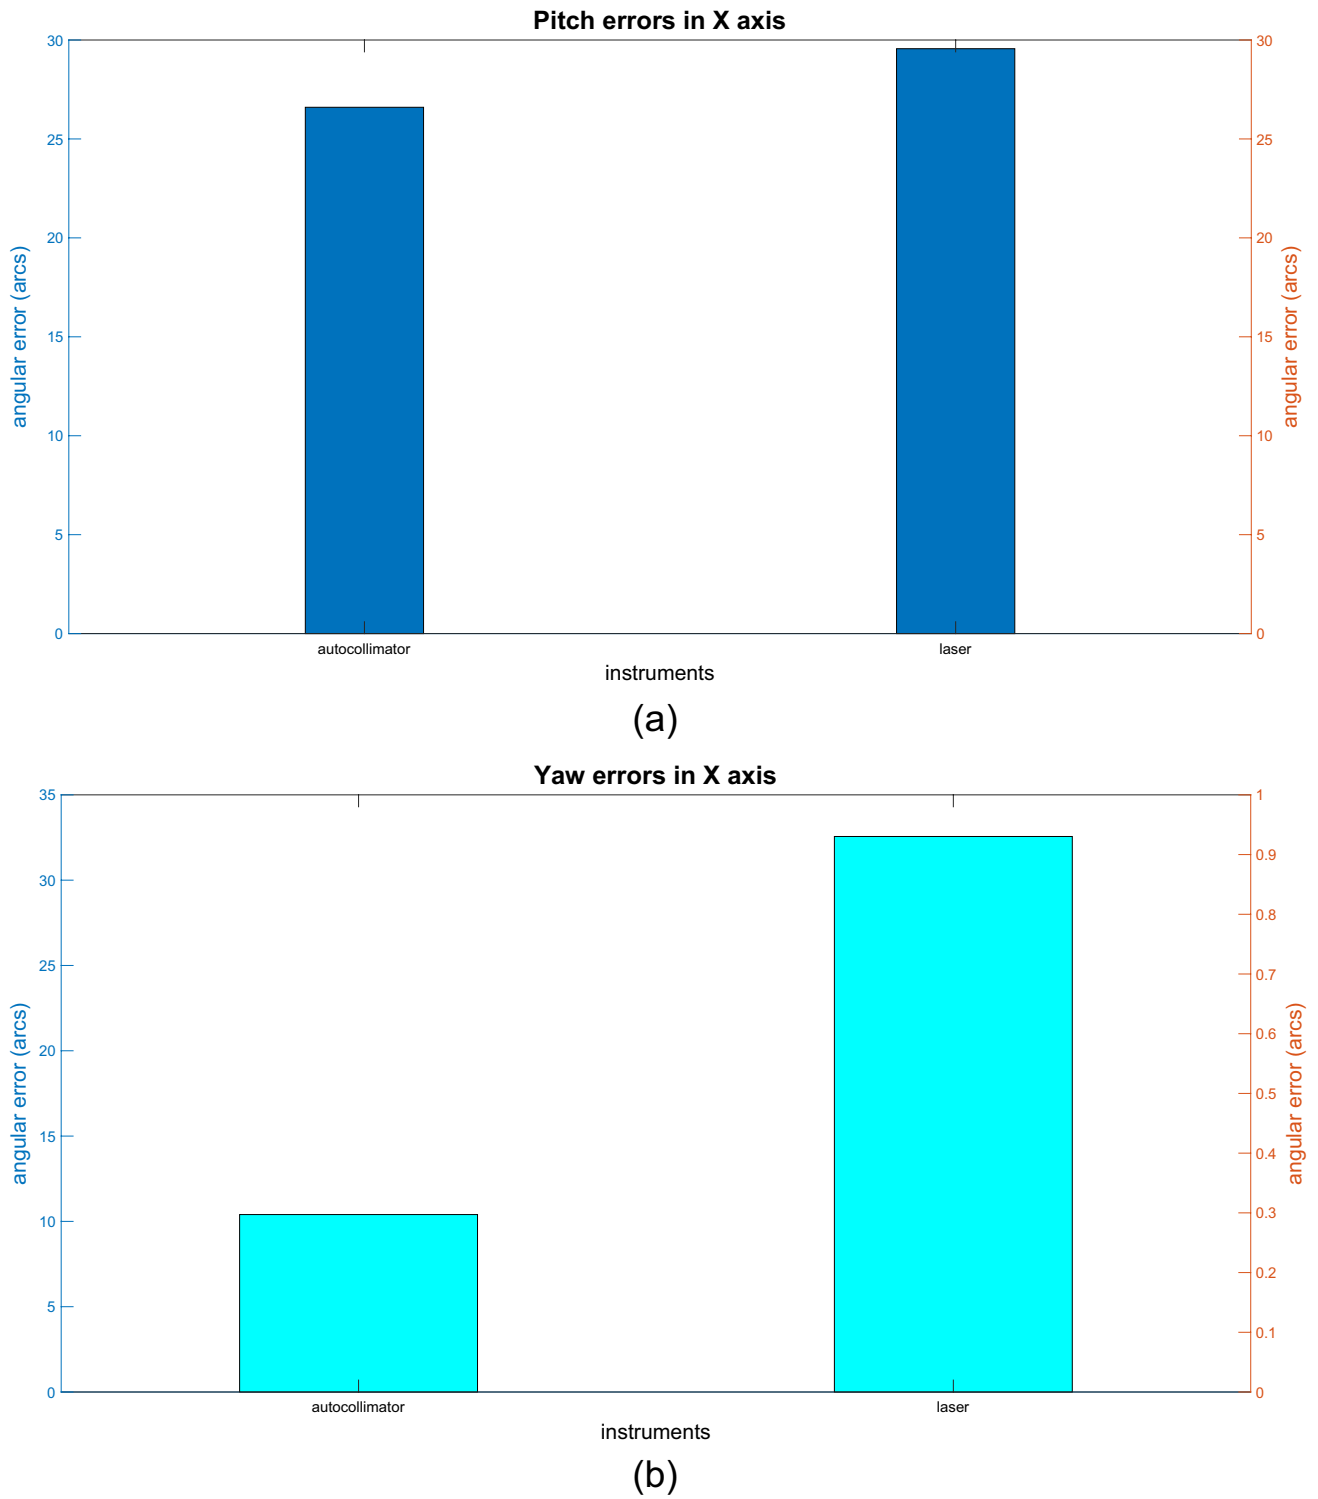 Pitch errors in X axis
30
25
20
15
10
5
0
angular error (arcs)
30
25
20
15
10
5
0
angular error (arcs)
autocollimator laser
instruments
(a)
Yaw errors in X axis
35
30
25
20
15
10
5
0
angular error (arcs)
1
0.9
0.8
0.7
0.6
0.5
0.4
0.3
0.2
0.1
0
angular error (arcs)
autocollimator laser
instruments
(b)